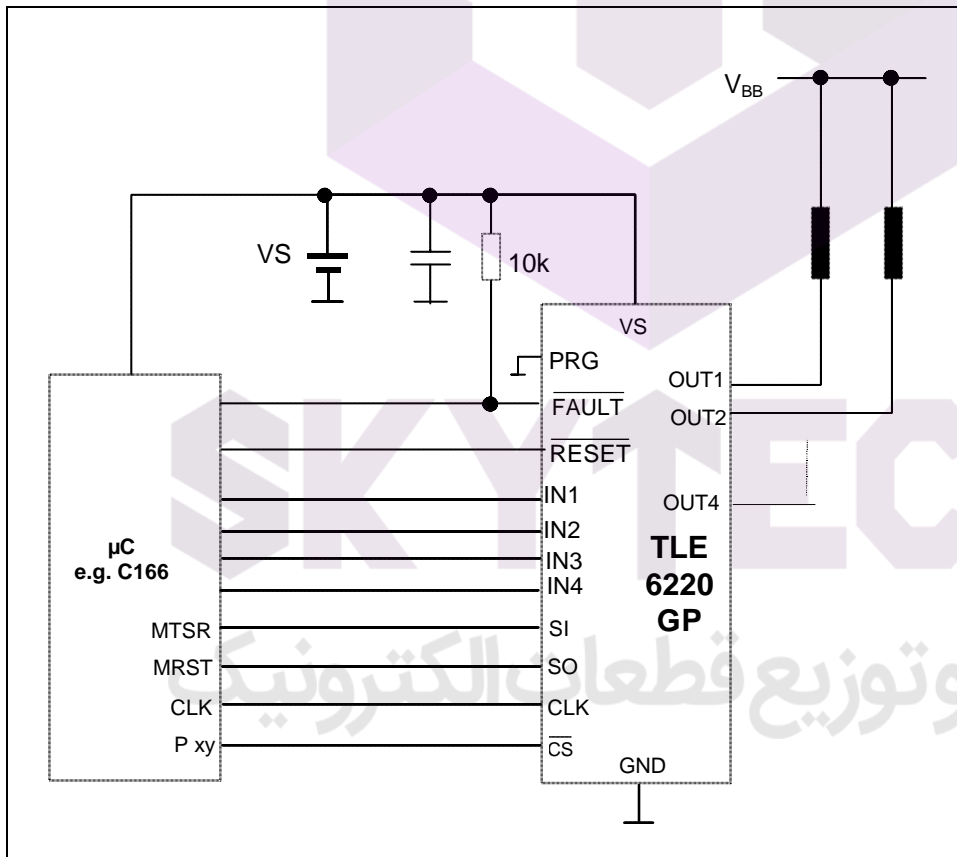 V_BB
VS
10k
VS
PRG
OUT1
FAULT
OUT2
RESET
IN1
OUT4
IN2
µC
e.g. C166
IN3
TLE
6220
GP
IN4
MTSR
SI
MRST
SO
CLK
CLK
P xy
CS
GND
SKYTEC
وتوزیع قطعات الکترونیک